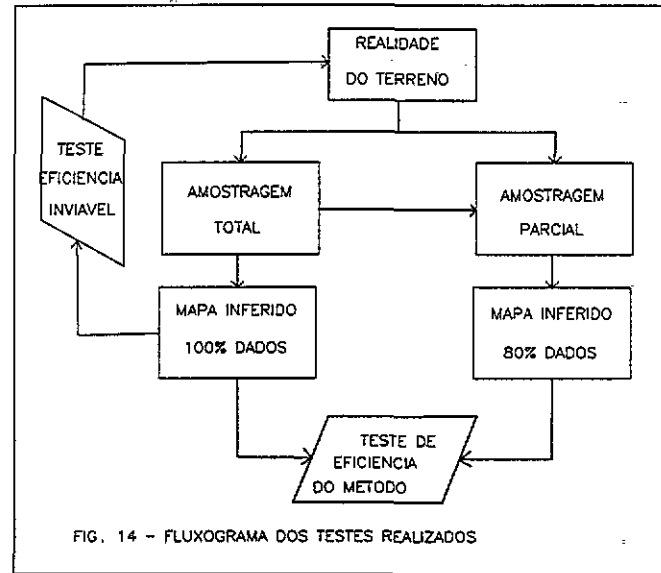 REALIDADE
DO TERRENO
TESTE
EFICIENCIA
INVIAVEL
AMOSTRAGEM
TOTAL
AMOSTRAGEM
PARCIAL
MAPA INFERIDO
100% DADOS
MAPA INFERIDO
80% DADOS
TESTE DE
EFICIENCIA
DO METODO
FIG. 14 - FLUXOGRAMA DOS TESTES REALIZADOS